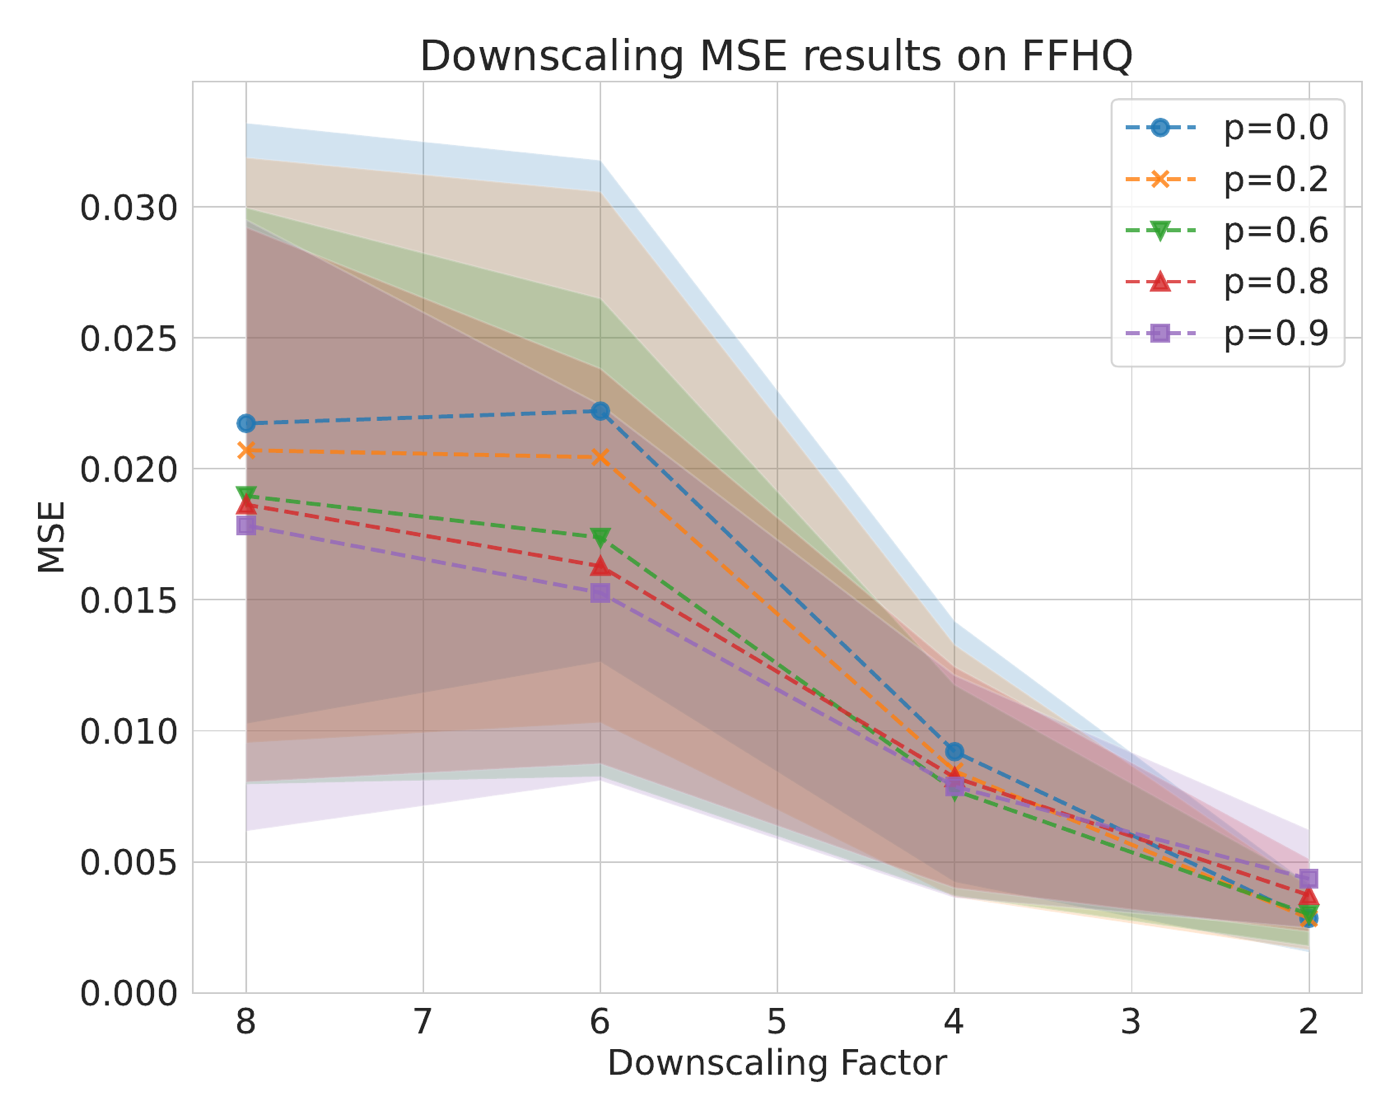 Downscaling MSE results on FFHQ
p=0.0
p=0.2
p=0.6
p=0.8
p=0.9
MSE
0.030
0.025
0.020
0.015
0.010
0.005
0.000
8 7 6 5 4 3 2
Downscaling Factor